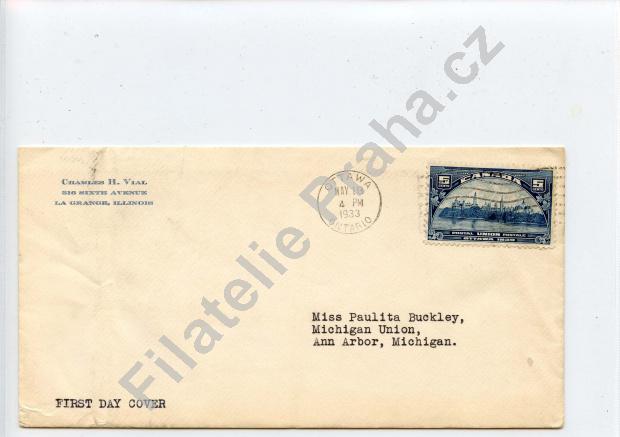 Charles H. Vial
316 Sixth Avenue
La Grange, Illinois
OTTAWA
MAY 18
4 PM
1933
ONTARIO
5 CANADA 5
POSTAL UNION POSTALE
OTTAWA 1933
Miss Paulita Buckley,
Michigan Union,
Ann Arbor, Michigan.
FIRST DAY COVER
Filatelie Praha.cz